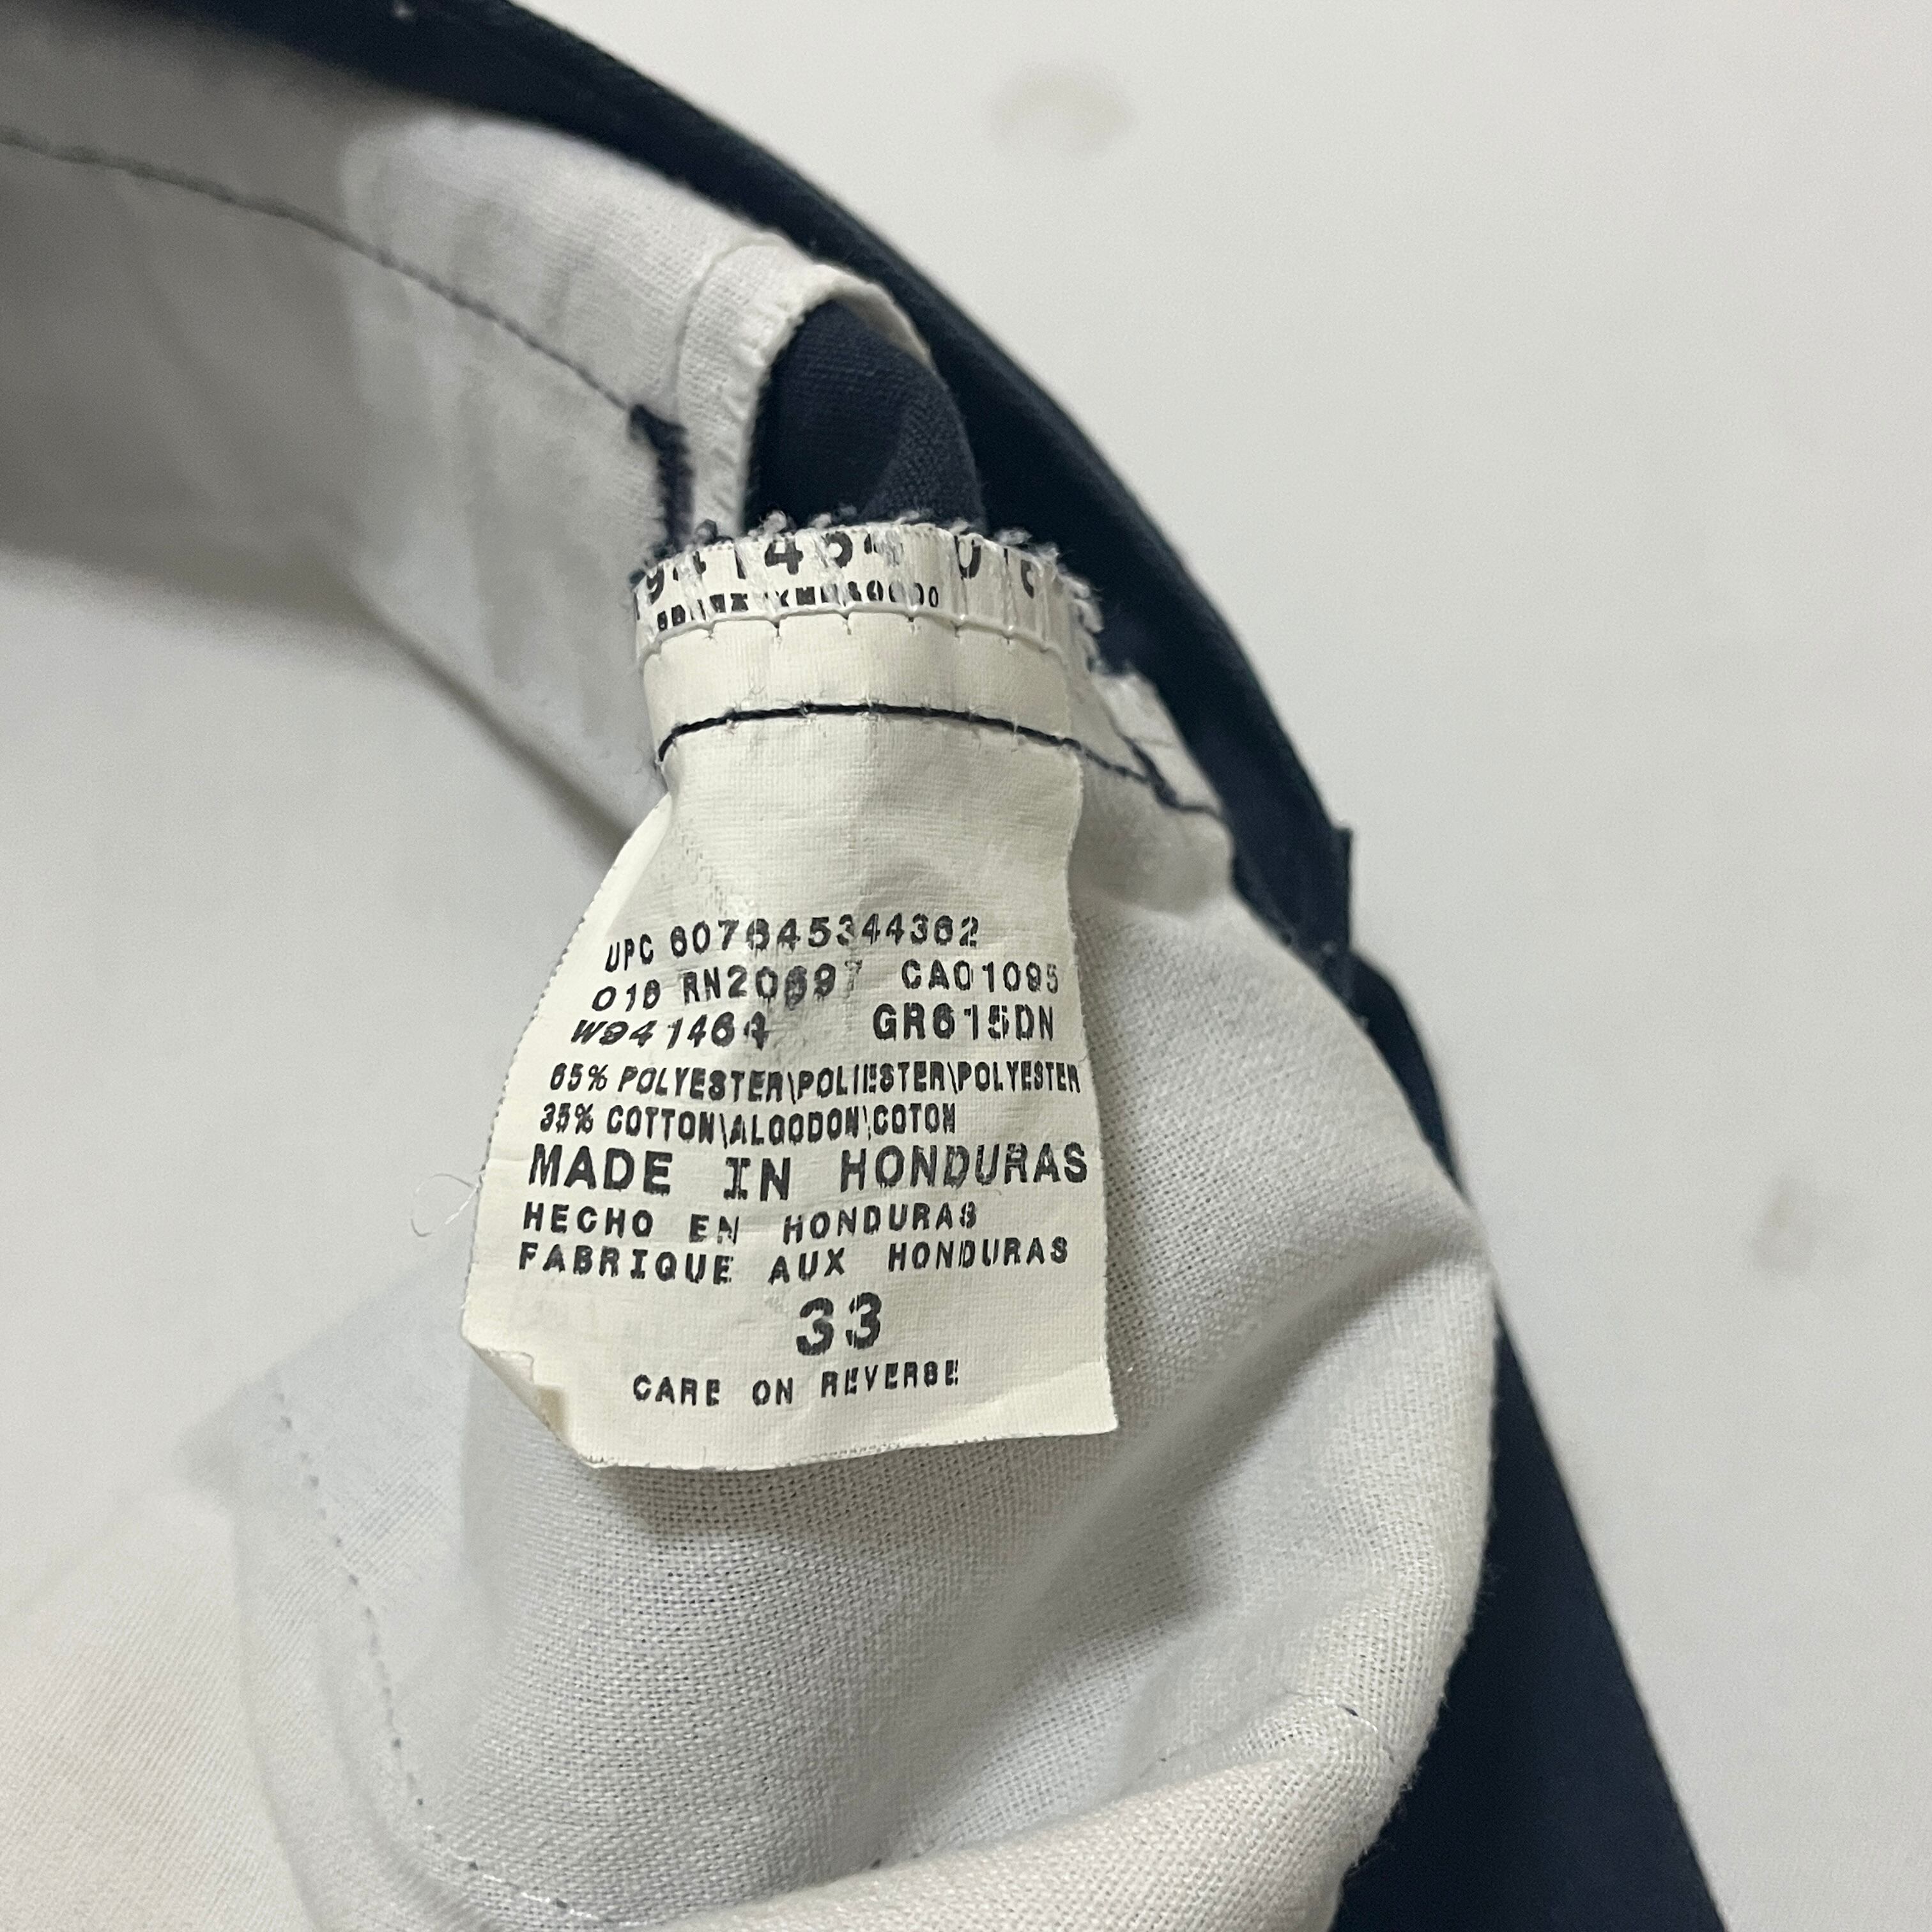 UPC 607645344362
018 RN20697 CA01095
W941464 GR615DN
65% POLYESTER\POLIESTER\POLYESTER
35% COTTON\ALGODON\COTON
MADE IN HONDURAS
HECHO EN HONDURAS
FABRIQUE AUX HONDURAS
33
CARE ON REVERSE